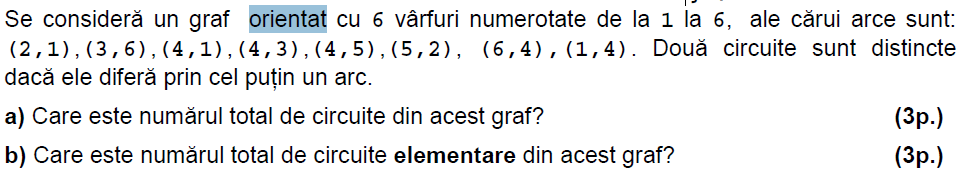 Se consideră un graf orientat cu 6 vârfuri numerotate de la 1 la 6, ale cărui arce sunt:
(2,1),(3,6),(4,1),(4,3),(4,5),(5,2), (6,4),(1,4). Două circuite sunt distincte
dacă ele diferă prin cel puțin un arc.
a) Care este numărul total de circuite din acest graf? (3p.)
b) Care este numărul total de circuite elementare din acest graf? (3p.)